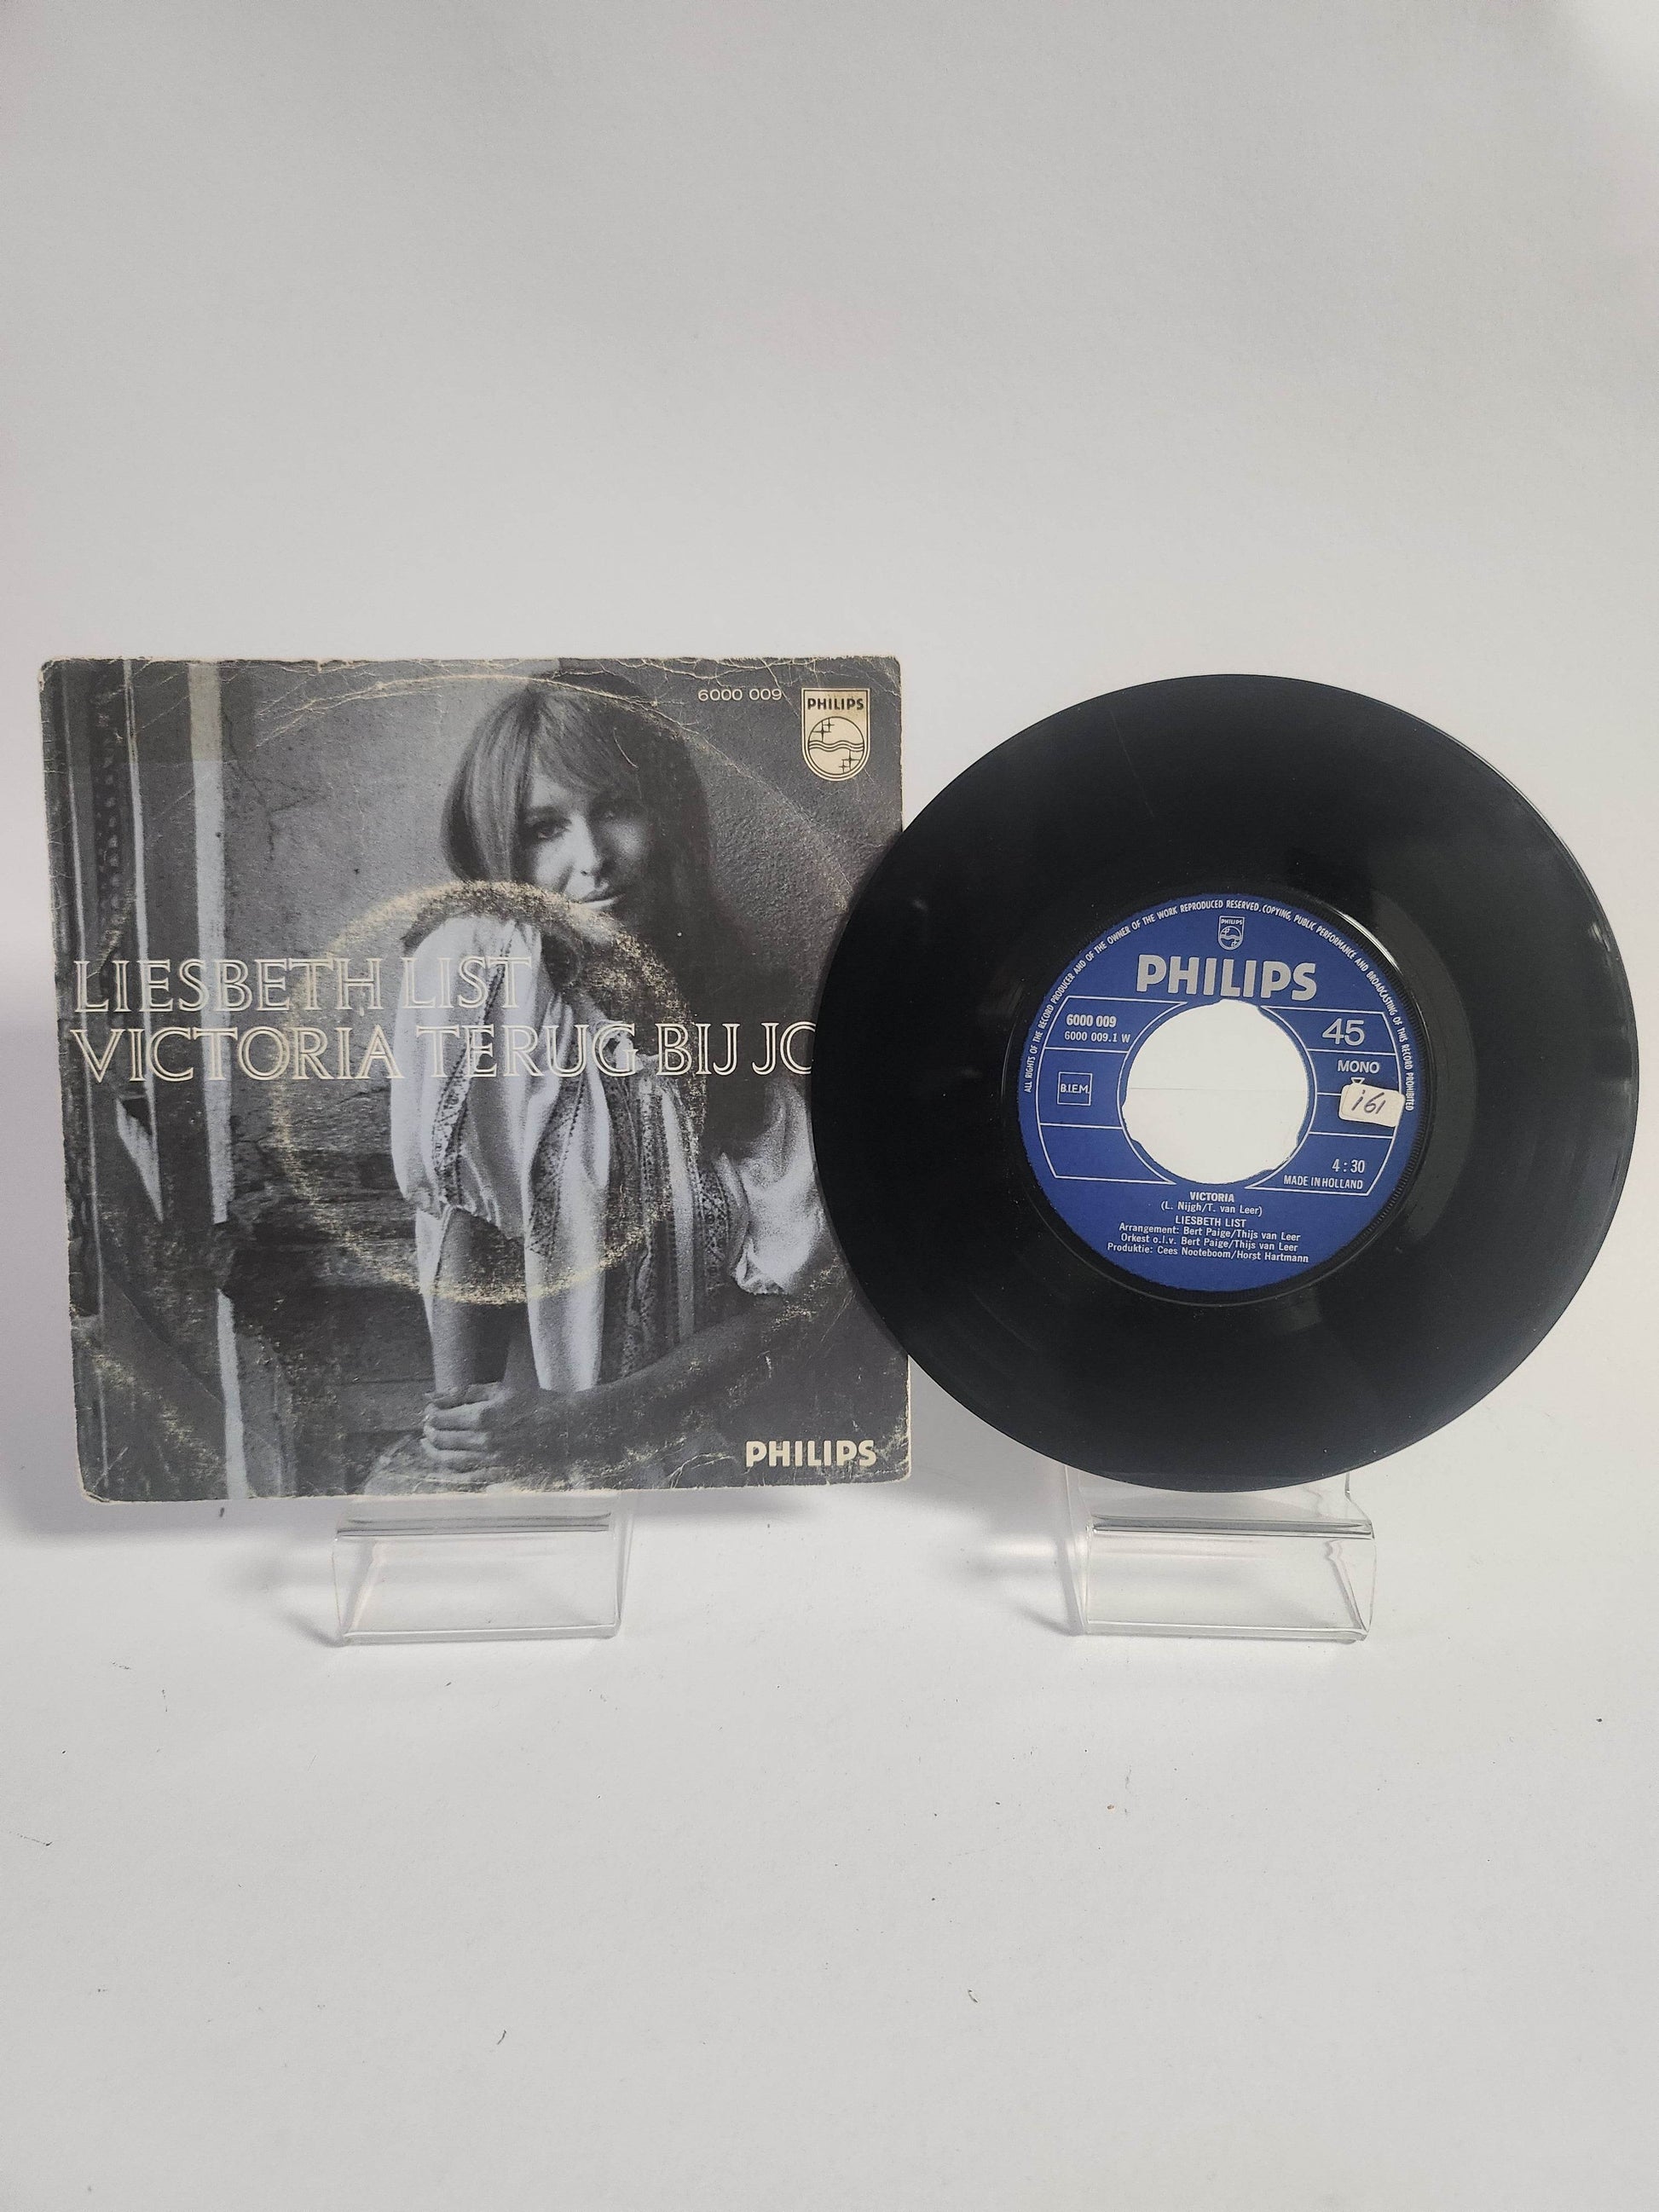 6000 009
PHILIPS
LIESBETH LIST
VICTORIA TERUG BIJ
PHILIPS
ALL RIGHTS OF THE RECORD PRODUCER AND OF THE OWNER OF THE WORK REPRODUCED RESERVED. COPYING, PUBLIC PERFORMANCE AND BROADCASTING OF THIS RECORD PROHIBITED
PHILIPS
PHILIPS
6000 009
6000 009.1 W
45
B.I.E.M.
MONO
161
4:30
MADE IN HOLLAND
VICTORIA
(L. Nijgh/T. van Leer)
LIESBETH LIST
Arrangement: Bert Paige/Thijs van Leer
Orkest o.l.v. Bert Paige/Thijs van Leer
Produktie: Cees Nooteboom/Horst Hartmann